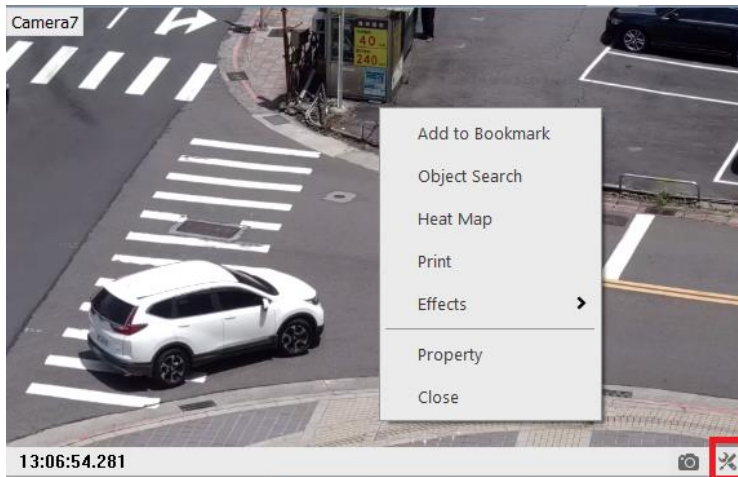 Camera7
40
240
Add to Bookmark
Object Search
Heat Map
Print
Effects
Property
Close
13:06:54.281